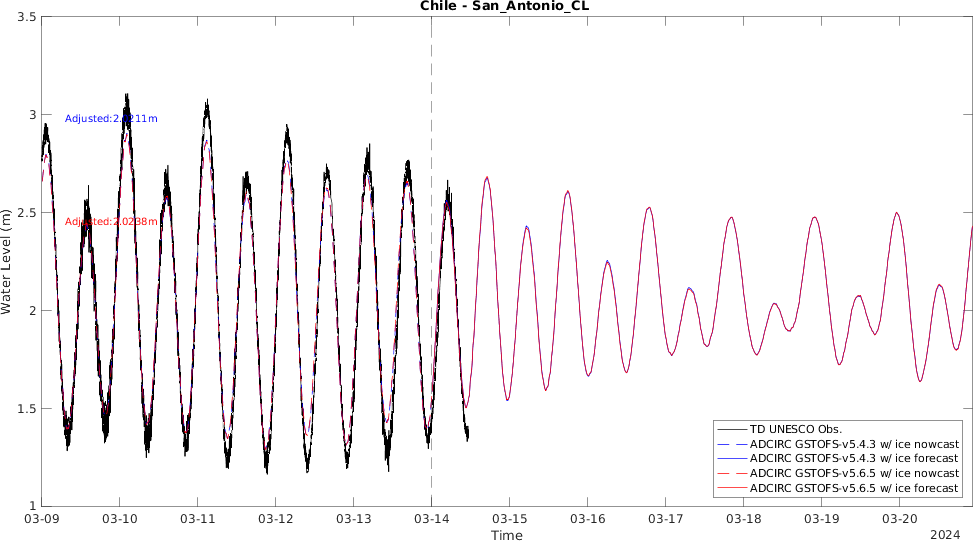 Chile - San_Antonio_CL
3.5
3
2.5
2
1.5
1
Water Level (m)
Adjusted:2.0238m
TD UNESCO Obs.
ADCIRC GSTOFS-v5.4.3 w/ ice nowcast
ADCIRC GSTOFS-v5.4.3 w/ ice forecast
ADCIRC GSTOFS-v5.6.5 w/ ice nowcast
ADCIRC GSTOFS-v5.6.5 w/ ice forecast
03-09 03-10 03-11 03-12 03-13 03-14 03-15 03-16 03-17 03-18 03-19 03-20
Time
2024